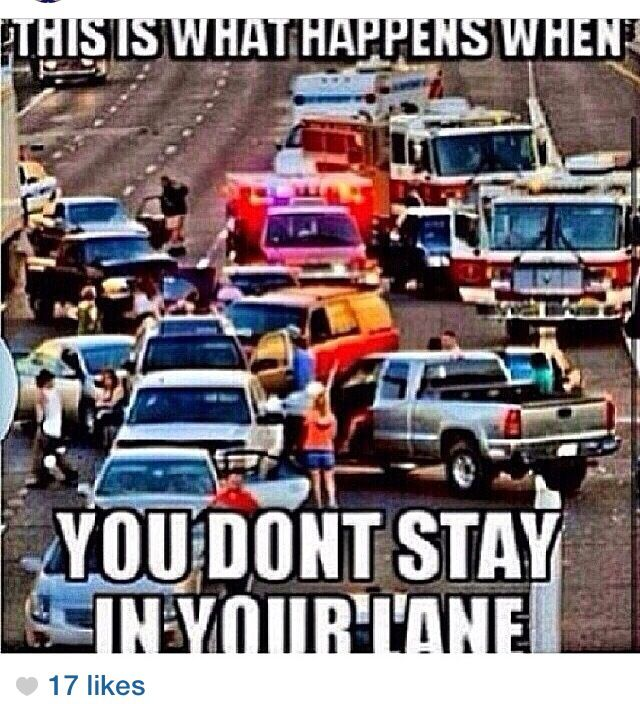 THIS IS WHAT HAPPENS WHEN
YOU DONT STAY
IN YOUR LANE
17 likes